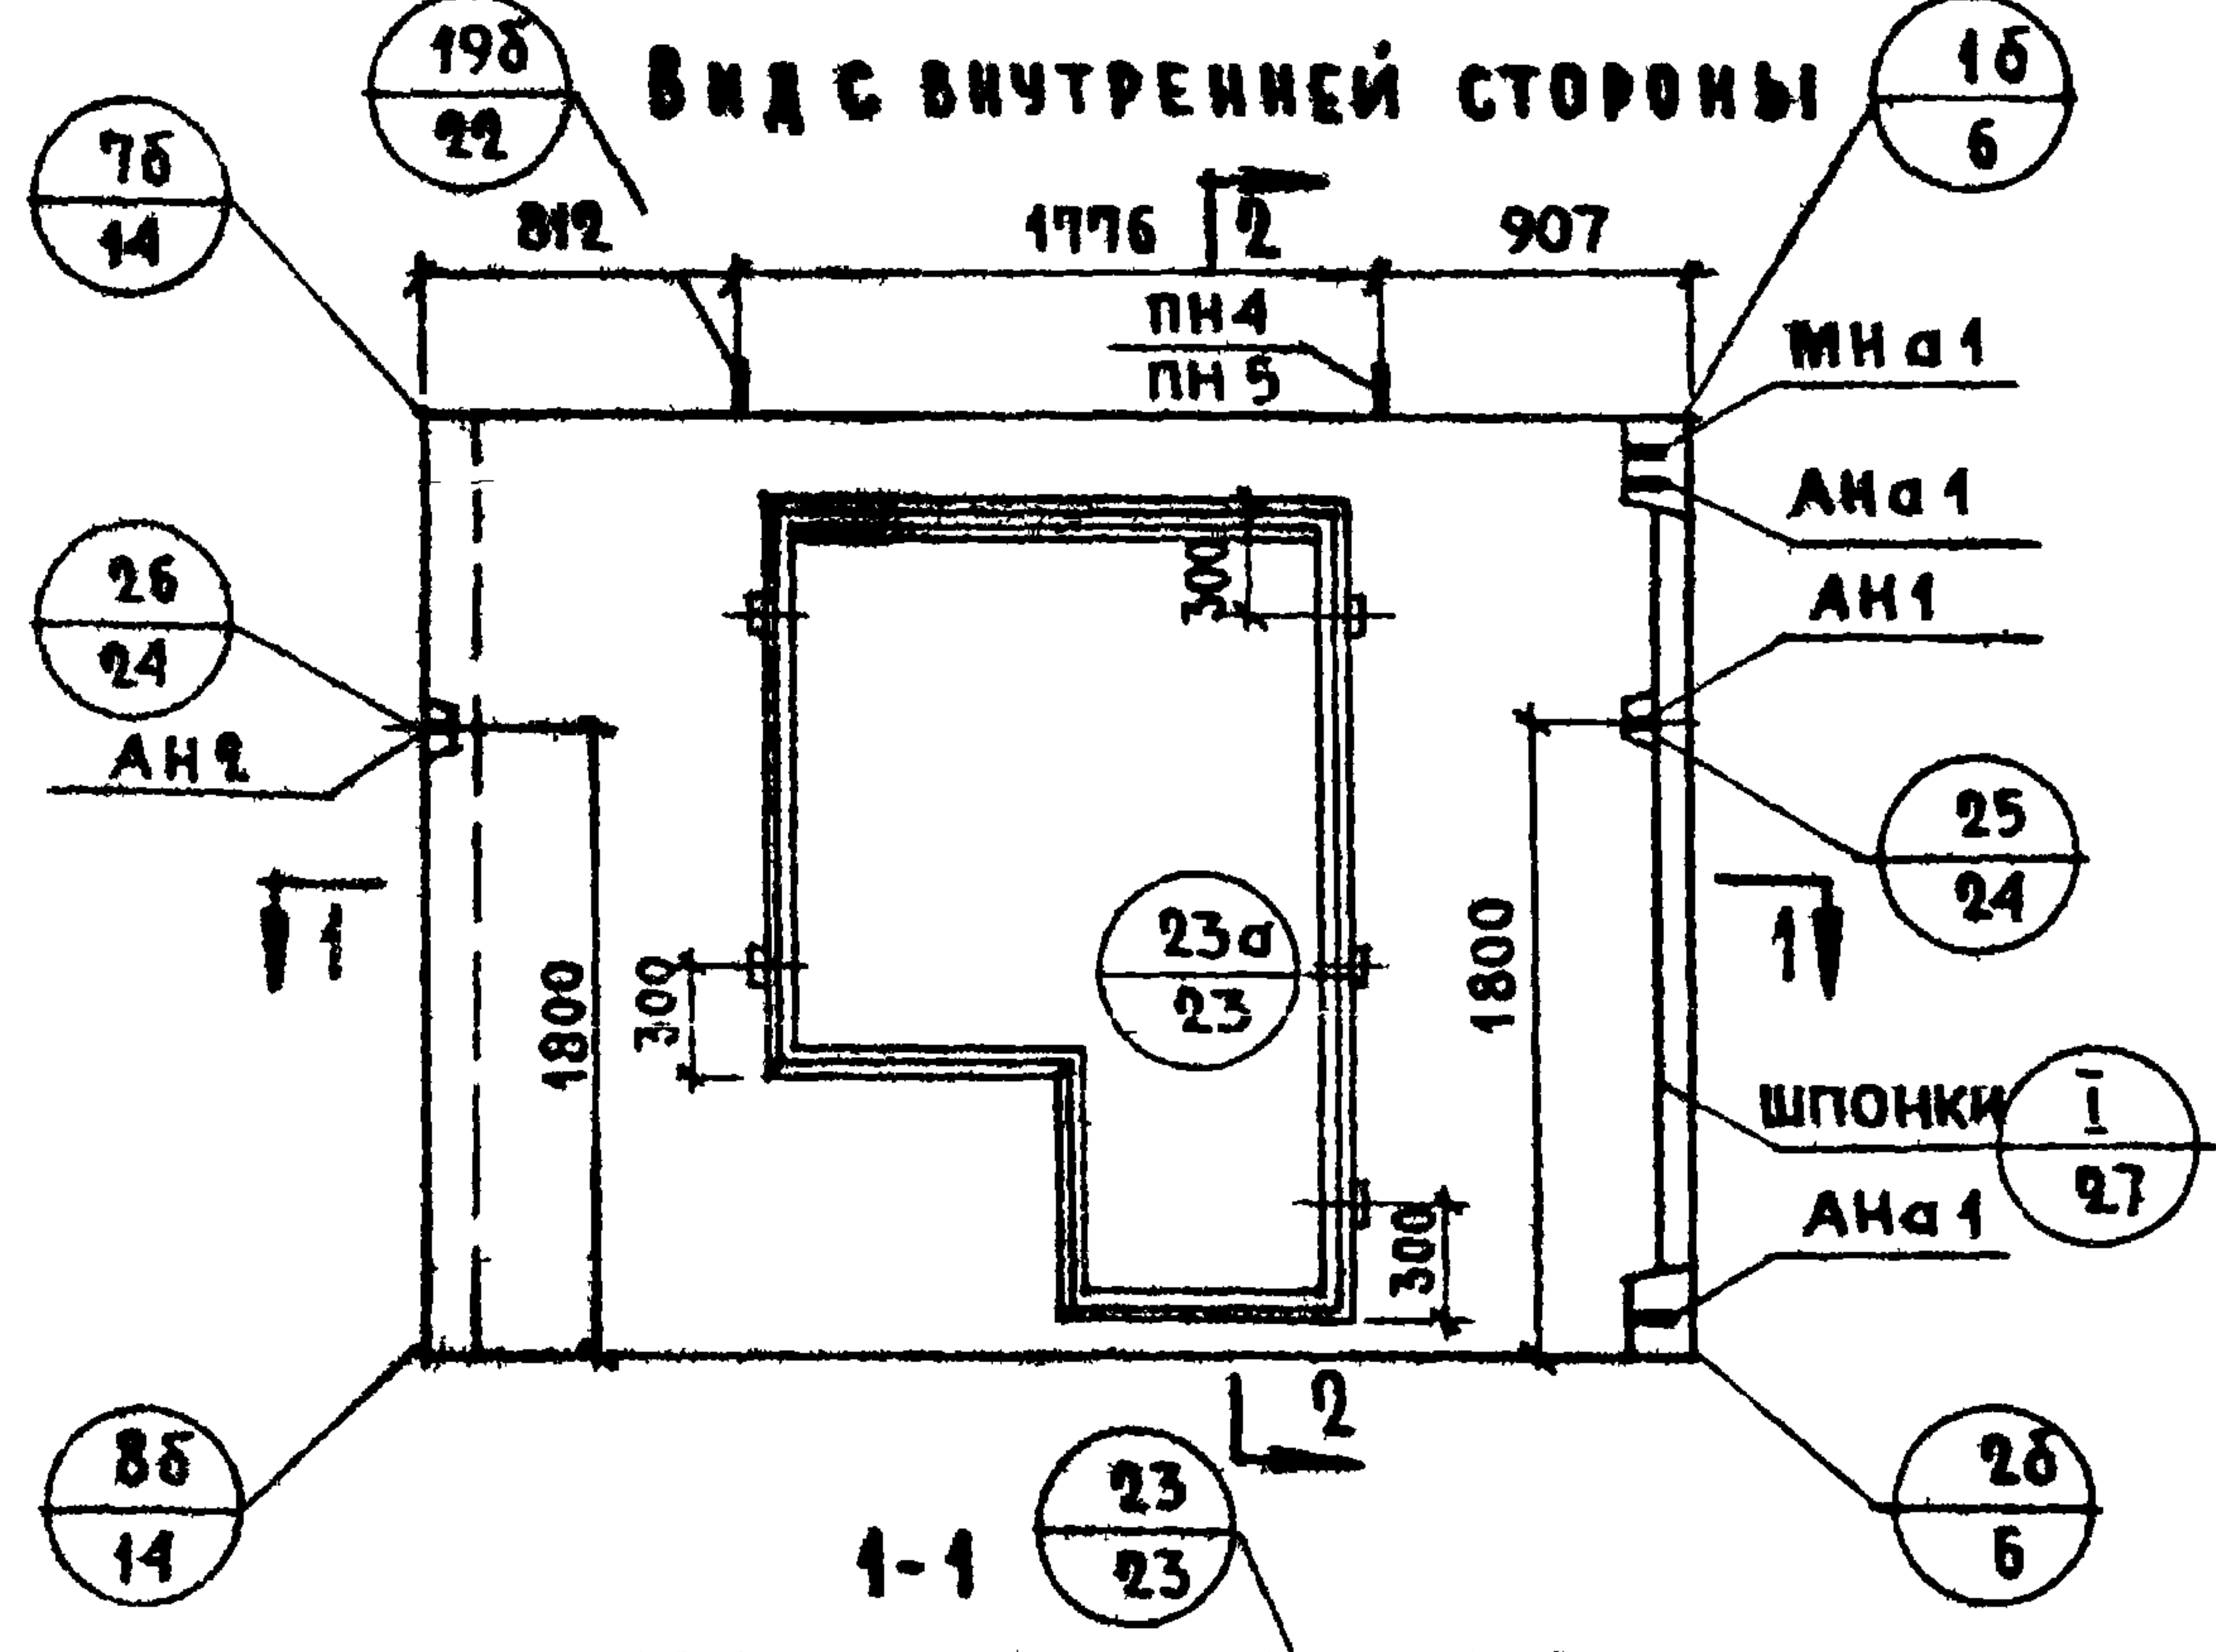 Вид с внутренней стороны
19б
22
1б
6
7б
14
812
1776
2
907
ПН4
ПН5
МНа1
АНа1
АН1
300
26
24
АН2
25
24
1
1
23а
23
1800
300
1800
шпонки
I
27
АНа1
300
2
8б
14
1-1
23
23
2б
6